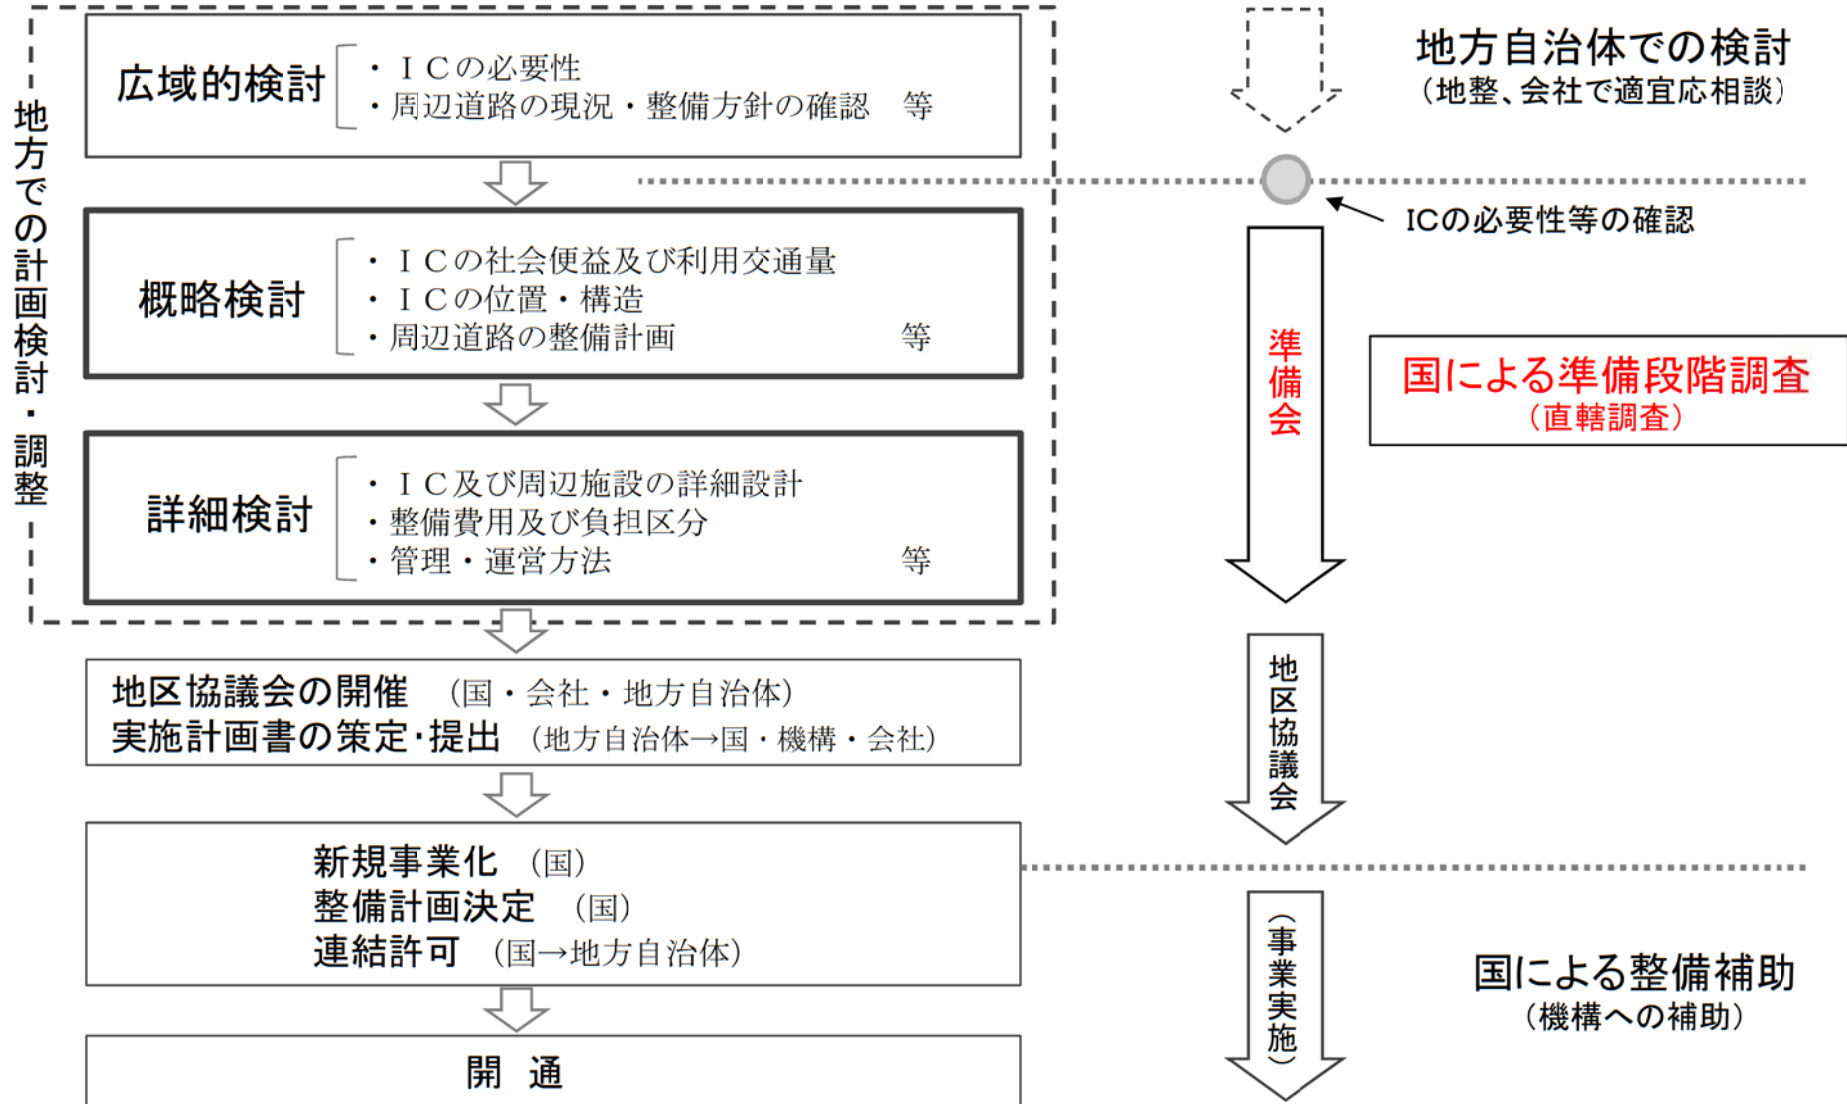 地方での計画検討・調整
広域的検討
・ＩＣの必要性
・周辺道路の現況・整備方針の確認　等
概略検討
・ＩＣの社会便益及び利用交通量
・ＩＣの位置・構造
・周辺道路の整備計画　等
詳細検討
・ＩＣ及び周辺施設の詳細設計
・整備費用及び負担区分
・管理・運営方法　等
地区協議会の開催　（国・会社・地方自治体）
実施計画書の策定・提出　（地方自治体→国・機構・会社）
新規事業化　（国）
整備計画決定　（国）
連結許可　（国→地方自治体）
開　通
地方自治体での検討
（地整、会社で適宜応相談）
ICの必要性等の確認
準備会
国による準備段階調査
（直轄調査）
地区協議会
（事業実施）
国による整備補助
（機構への補助）